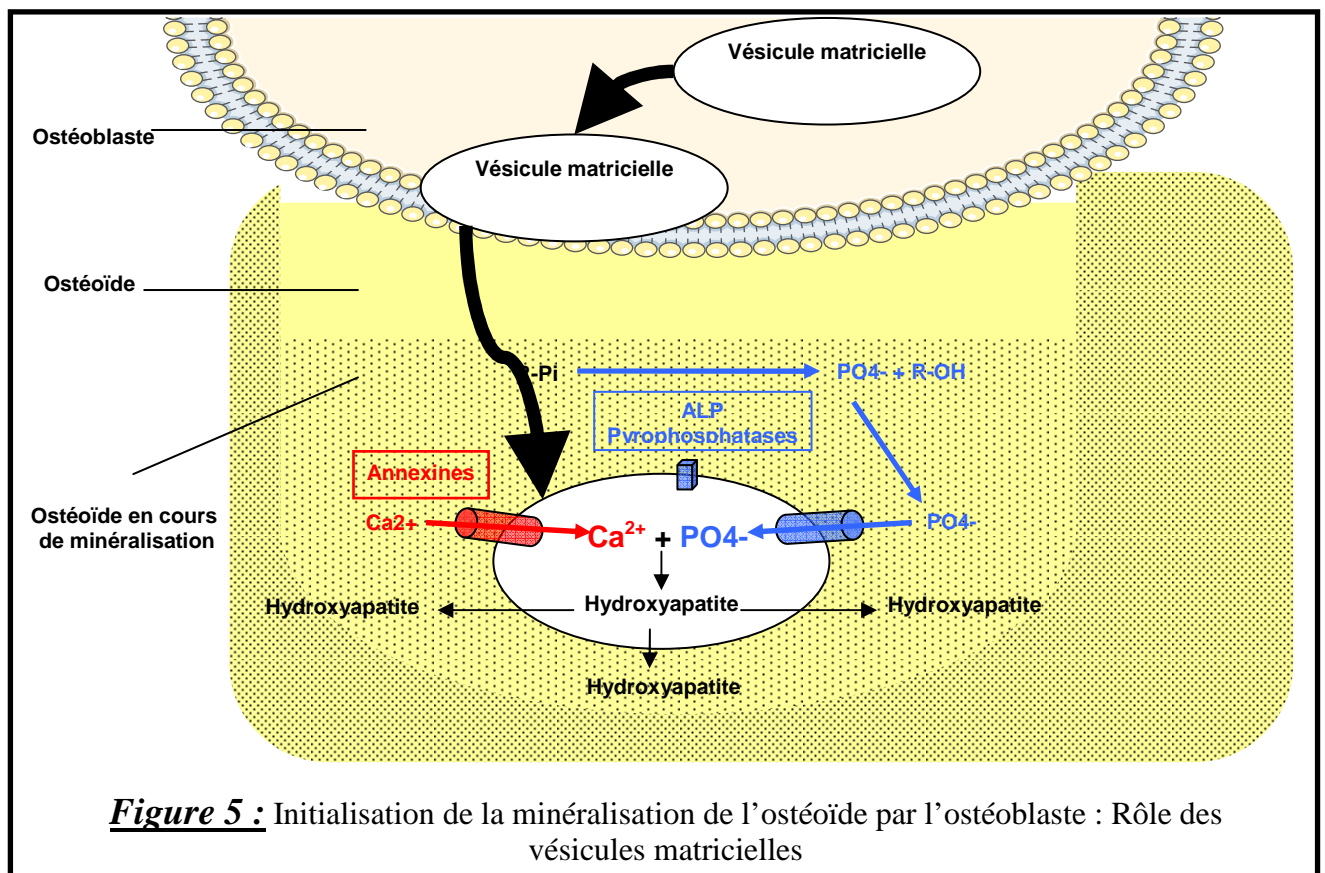 Vésicule matricielle
Ostéoblaste
Vésicule matricielle
Ostéoïde
-Pi
PO4- + R-OH
ALP
Pyrophosphatases
Annexines
Ca2+
Ca2+ + PO4-
PO4-
Ostéoïde en cours
de minéralisation
Hydroxyapatite
Hydroxyapatite
Hydroxyapatite
Hydroxyapatite
Figure 5 : Initialisation de la minéralisation de l'ostéoïde par l'ostéoblaste : Rôle des
vésicules matricielles